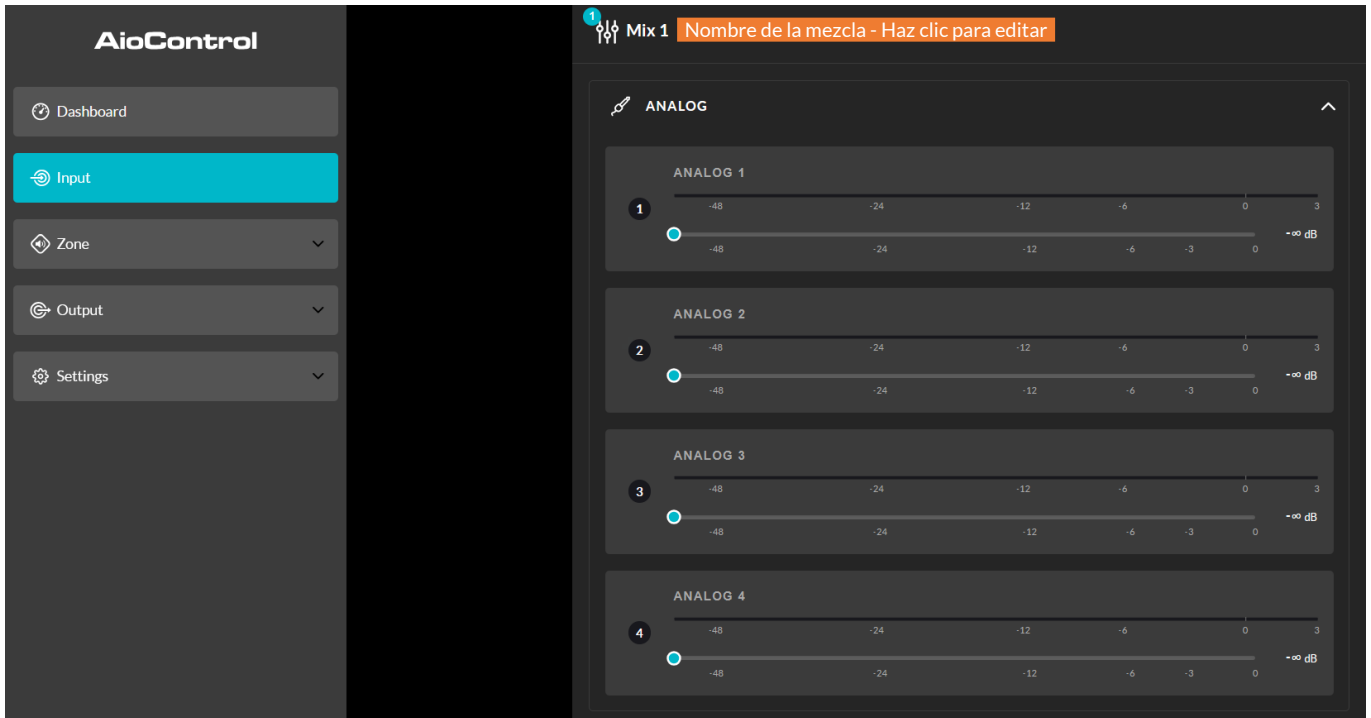 AioControl
Dashboard
Input
Zone
Output
Settings
1
Mix 1 Nombre de la mezcla - Haz clic para editar
ANALOG
ANALOG 1
-48 -24 -12 -6 0 3
1
-∞ dB
-48 -24 -12 -6 -3 0
ANALOG 2
-48 -24 -12 -6 0 3
2
-∞ dB
-48 -24 -12 -6 -3 0
ANALOG 3
-48 -24 -12 -6 0 3
3
-∞ dB
-48 -24 -12 -6 -3 0
ANALOG 4
-48 -24 -12 -6 0 3
4
-∞ dB
-48 -24 -12 -6 -3 0